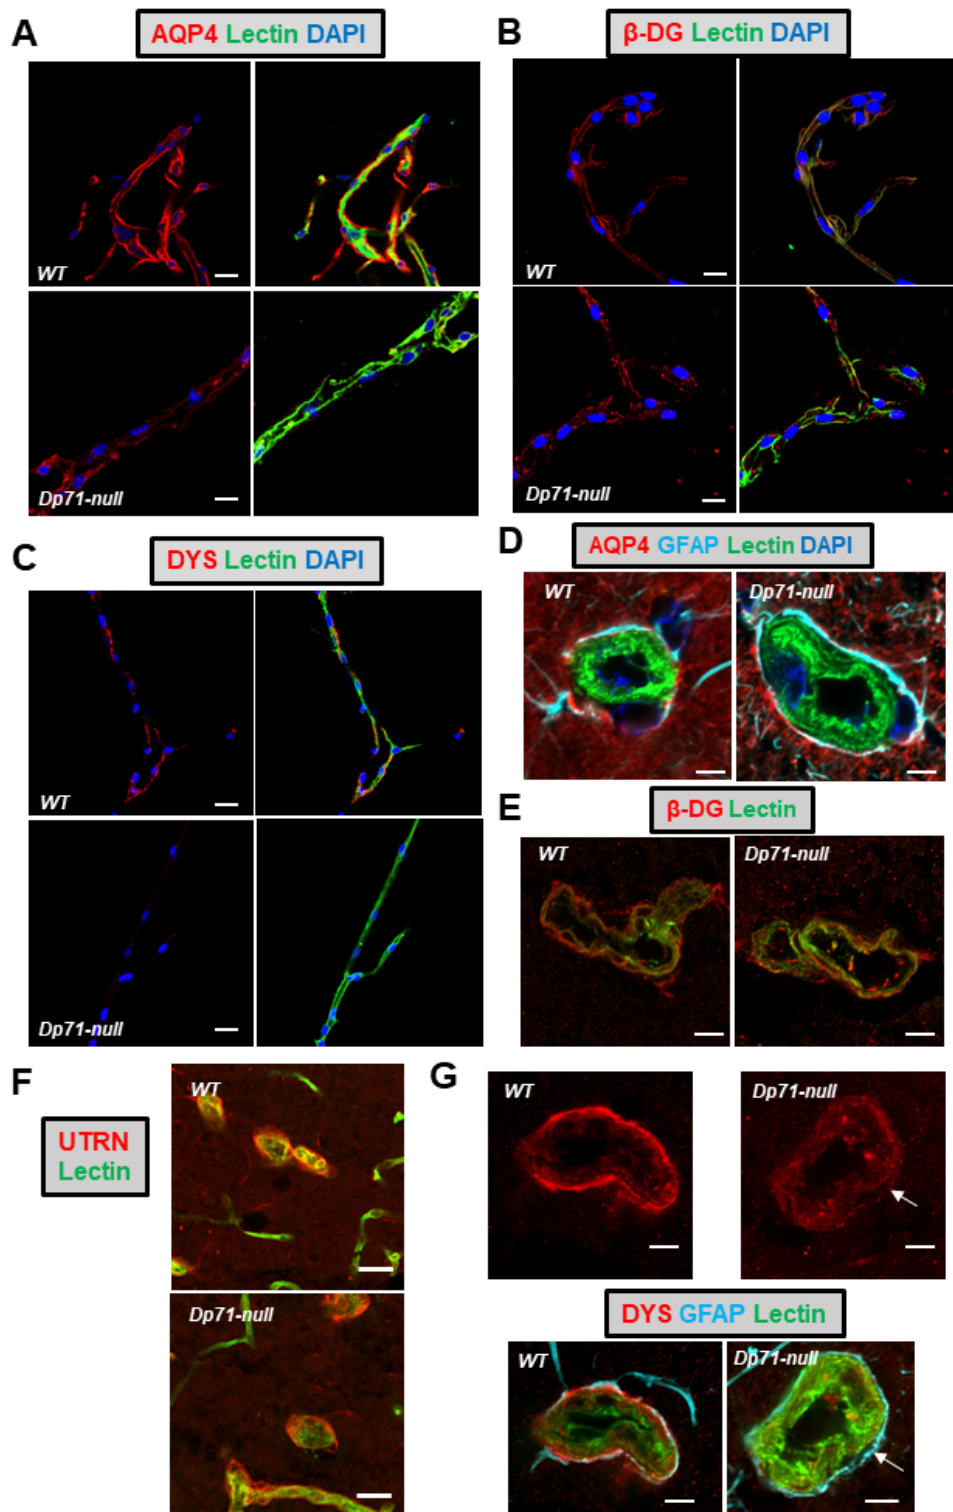 A
AQP4 Lectin DAPI
WT
Dp71-null
B
β-DG Lectin DAPI
WT
Dp71-null
C
DYS Lectin DAPI
WT
Dp71-null
D
AQP4 GFAP Lectin DAPI
WT
Dp71-null
E
β-DG Lectin
WT
Dp71-null
F
UTRN
Lectin
WT
Dp71-null
G
WT
Dp71-null
DYS GFAP Lectin
WT
Dp71-null